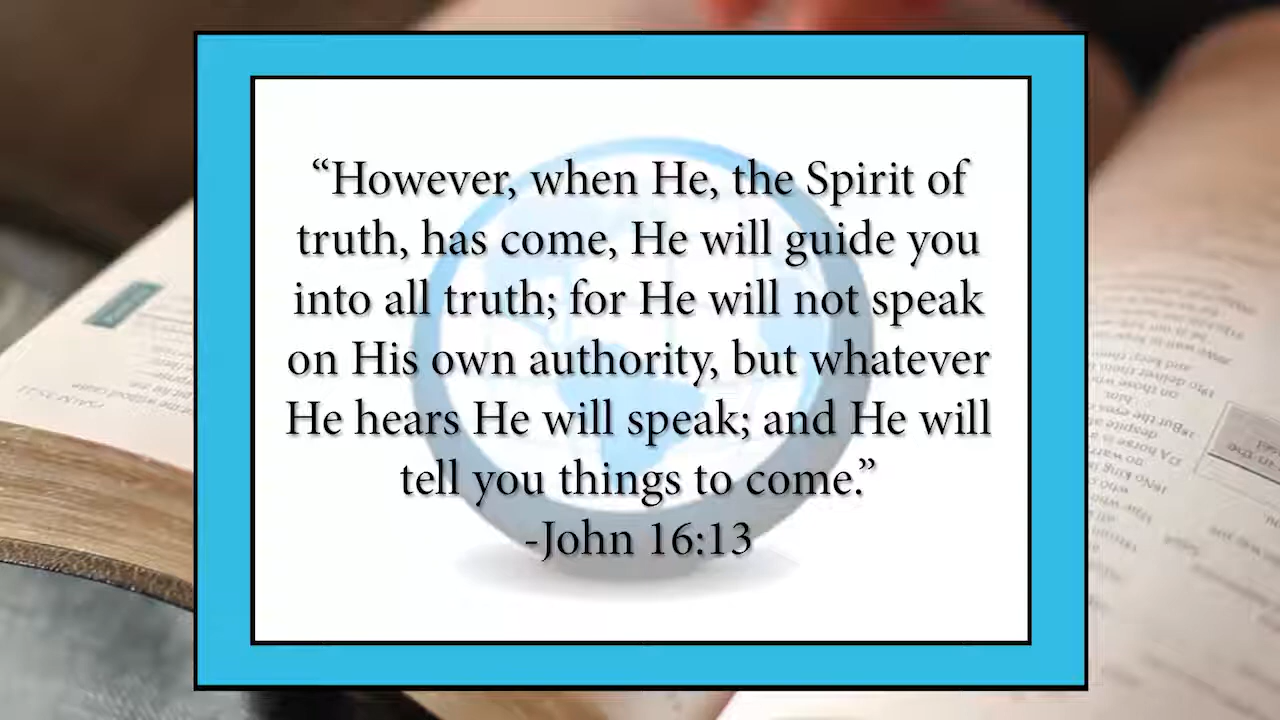 “However, when He, the Spirit of
truth, has come, He will guide you
into all truth; for He will not speak
on His own authority, but whatever
He hears He will speak; and He will
tell you things to come.”
-John 16:13